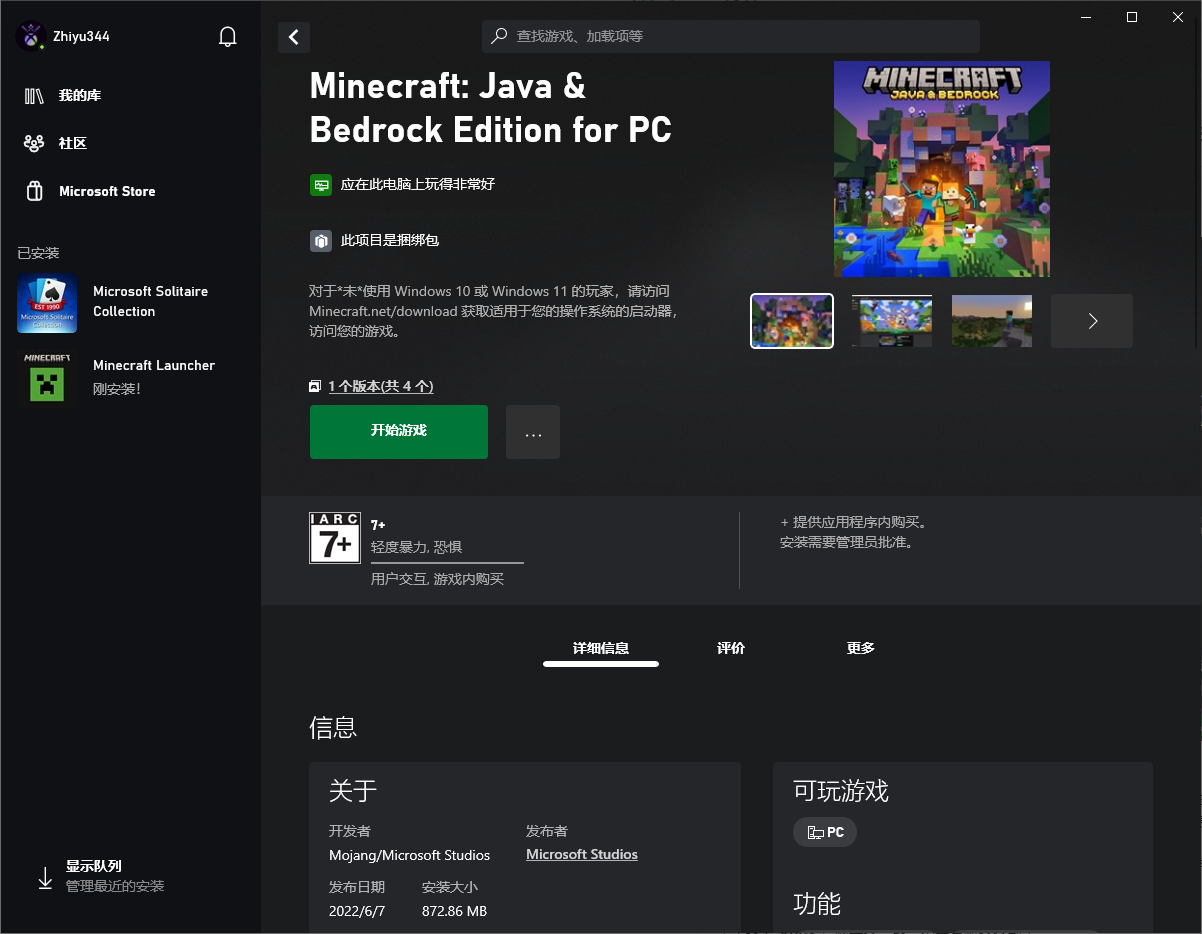 Zhiyu344
我的库
社区
Microsoft Store
已安装
EST 1990
Microsoft Solitaire
Collection
Microsoft Solitaire
Collection
MINECRAFT
Minecraft Launcher
刚安装!
显示队列
管理最近的安装
查找游戏、加载项等
Minecraft: Java &
Bedrock Edition for PC
MINECRAFT
JAVA & BEDROCK
应在此电脑上玩得非常好
此项目是捆绑包
对于*未*使用 Windows 10 或 Windows 11 的玩家，请访问
Minecraft.net/download 获取适用于您的操作系统的启动器，
访问您的游戏。
1 个版本(共 4 个)
开始游戏
...
IARC
7+
7+
轻度暴力, 恐惧
用户交互, 游戏内购买
+ 提供应用程序内购买。
安装需要管理员批准。
详细信息
评价
更多
信息
关于
开发者
Mojang/Microsoft Studios
发布者
Microsoft Studios
发布日期
2022/6/7
安装大小
872.86 MB
可玩游戏
PC
功能